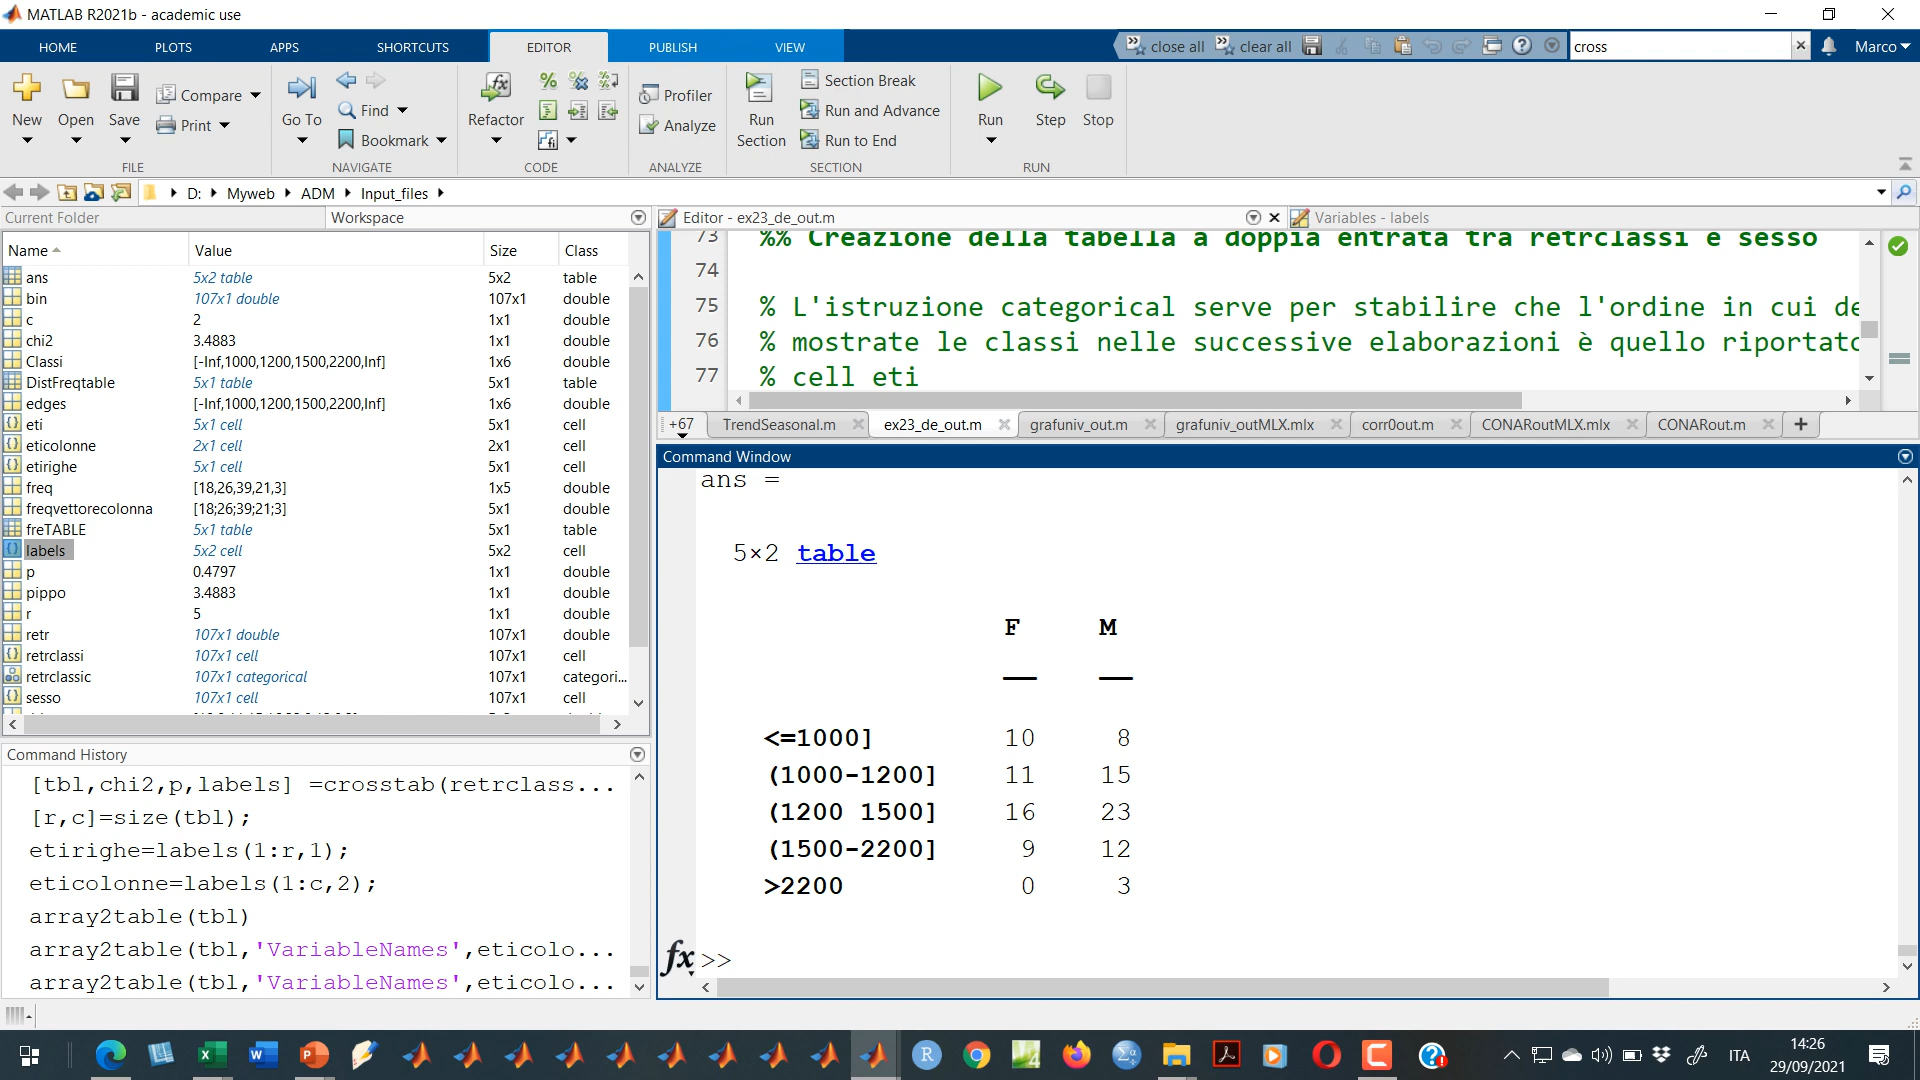 MATLAB R2021b - academic use
HOME PLOTS APPS SHORTCUTS EDITOR PUBLISH VIEW close all clear all cross Marco
New Open Save Compare Print Go To Find Bookmark Refactor Profiler Analyze Run Section Section Break Run and Advance Run to End Run Step Stop
FILE NAVIGATE CODE ANALYZE SECTION RUN
D: Myweb ADM Input_files
Current Folder Workspace
Name Value Size Class
ans 5x2 table 5x2 table
bin 107x1 double 107x1 double
c 2 1x1 double
chi2 3.4883 1x1 double
Classi [-Inf,1000,1200,1500,2200,Inf] 1x6 double
DistFreqtable 5x1 table 5x1 table
edges [-Inf,1000,1200,1500,2200,Inf] 1x6 double
eti 5x1 cell 5x1 cell
eticolonne 2x1 cell 2x1 cell
etirighe 5x1 cell 5x1 cell
freq [18,26,39,21,3] 1x5 double
freqvettorecolonna [18;26;39;21;3] 5x1 double
freTABLE 5x1 table 5x1 table
labels 5x2 cell 5x2 cell
p 0.4797 1x1 double
pippo 3.4883 1x1 double
r 5 1x1 double
retr 107x1 double 107x1 double
retrclassi 107x1 cell 107x1 cell
retrclassic 107x1 categorical 107x1 categori...
sesso 107x1 cell 107x1 cell
Command History
[tbl,chi2,p,labels] =crosstab(retrclass...
[r,c]=size(tbl);
etirighe=labels(1:r,1);
eticolonne=labels(1:c,2);
array2table(tbl)
array2table(tbl,'VariableNames',eticolo...
array2table(tbl,'VariableNames',eticolo...
Editor - ex23_de_out.m Variables - labels
73 %% Creazione della tabella a doppia entrata tra retrclassi e sesso
74
75 % L'istruzione categorical serve per stabilire che l'ordine in cui de
76 % mostrate le classi nelle successive elaborazioni è quello riportato
77 % cell eti
+67 TrendSeasonal.m ex23_de_out.m grafuniv_out.m grafuniv_outMLX.mlx corr0out.m CONARoutMLX.mlx CONARout.m +
Command Window
ans =
5×2 table
F M
<=1000] 10 8
(1000-1200] 11 15
(1200 1500] 16 23
(1500-2200] 9 12
>2200 0 3
fx >>
ITA 14:26
29/09/2021